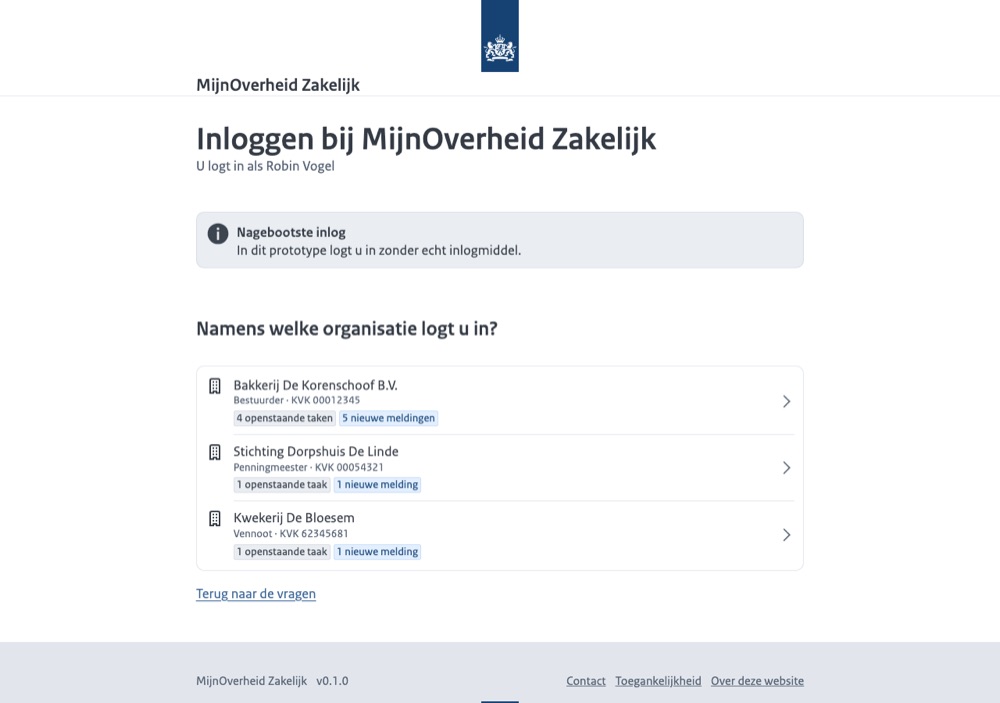 MijnOverheid Zakelijk
Inloggen bij MijnOverheid Zakelijk
U logt in als Robin Vogel
Nagebootste inlog
In dit prototype logt u in zonder echt inlogmiddel.
Namens welke organisatie logt u in?
Bakkerij De Korenschoof B.V.
Bestuurder · KVK 00012345
4 openstaande taken 5 nieuwe meldingen
Stichting Dorpshuis De Linde
Penningmeester · KVK 00054321
1 openstaande taak 1 nieuwe melding
Kwekerij De Bloesem
Vennoot · KVK 62345681
1 openstaande taak 1 nieuwe melding
Terug naar de vragen
MijnOverheid Zakelijk v0.1.0 Contact Toegankelijkheid Over deze website